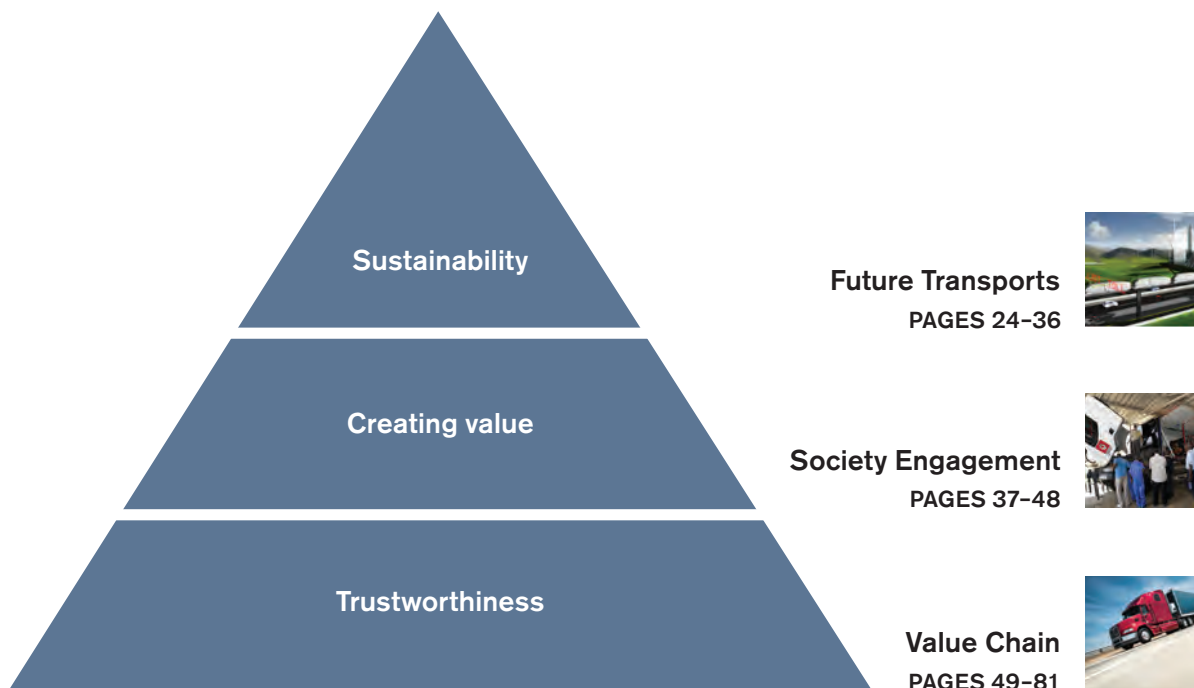 Sustainability
Future Transports
PAGES 24–36
Creating value
Society Engagement
PAGES 37–48
Trustworthiness
Value Chain
PAGES 49–81